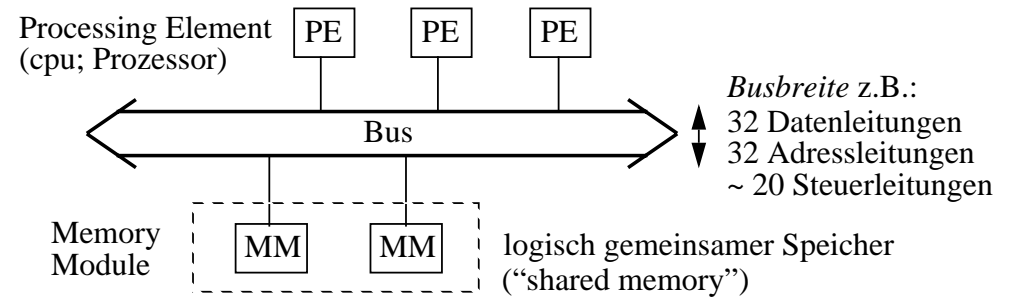 Processing Element
(cpu; Prozessor)
PE
PE
PE
Busbreite z.B.:
32 Datenleitungen
32 Adressleitungen
~ 20 Steuerleitungen
Bus
Memory
Module
MM
MM
logisch gemeinsamer Speicher
(“shared memory”)